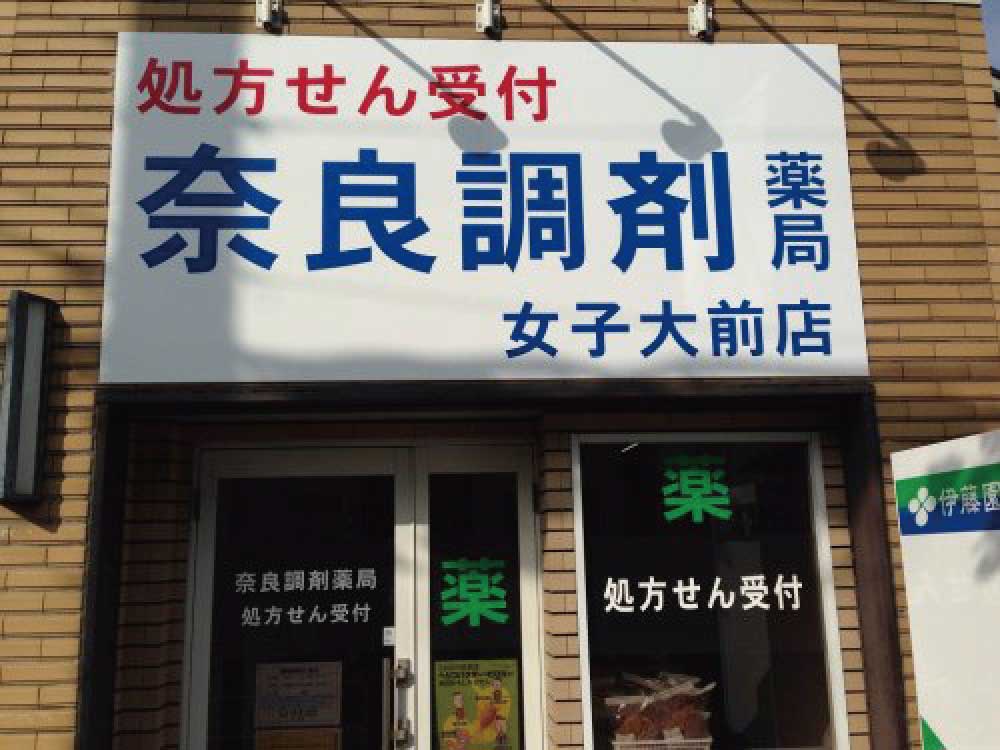 処方せん受付
奈良調剤
薬局
女子大前店
薬
伊藤園
奈良調剤薬局
処方せん受付
薬
処方せん受付